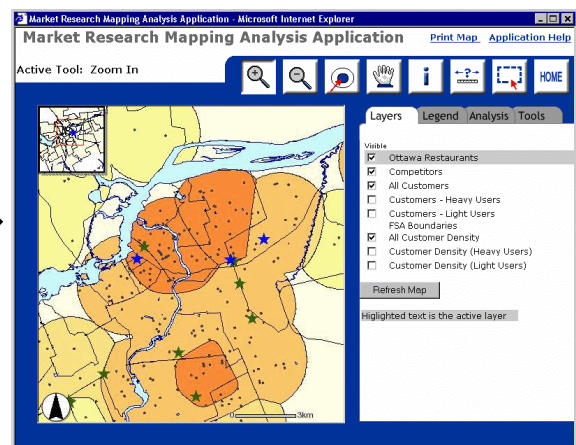 Market Research Mapping Analysis Application - Microsoft Internet Explorer
Market Research Mapping Analysis Application
Print Map Application Help
Active Tool: Zoom In
i
?
HOME
Layers Legend Analysis Tools
Visible
Ottawa Restaurants
Competitors
All Customers
Customers - Heavy Users
Customers - Light Users
FSA Boundaries
All Customer Density
Customer Density (Heavy Users)
Customer Density (Light Users)
Refresh Map
Higlighted text is the active layer
0 3km